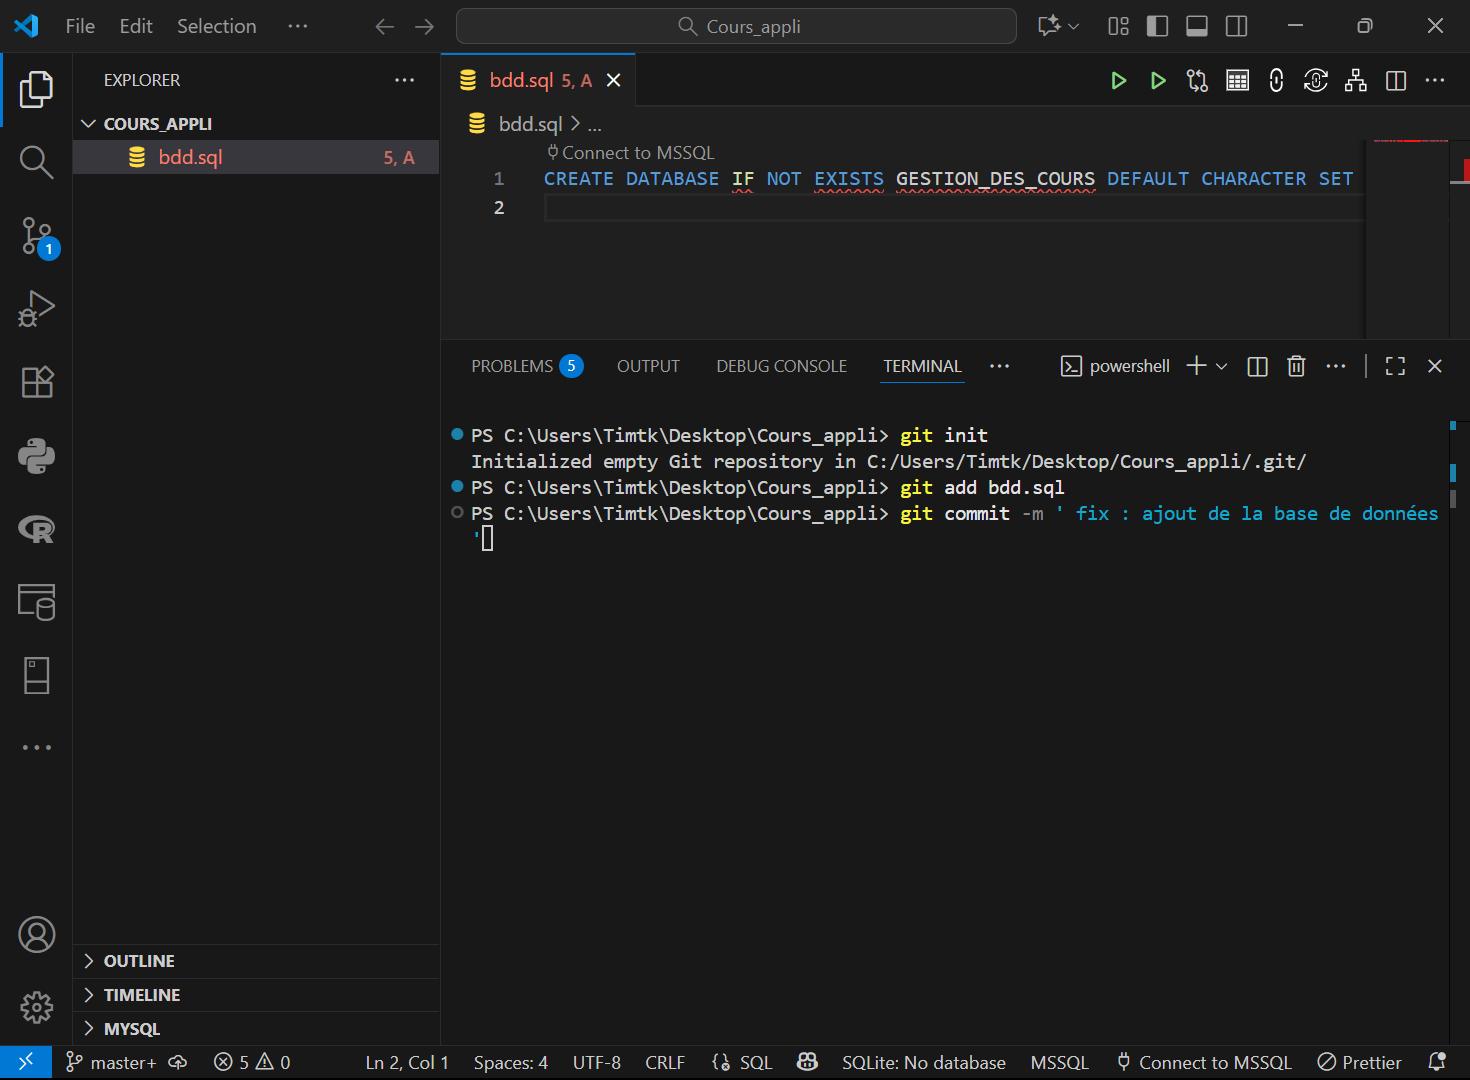 File Edit Selection ··· Cours_appli
EXPLORER ···
COURS_APPLI
bdd.sql 5, A
bdd.sql 5, A
bdd.sql > ...
Connect to MSSQL
1 CREATE DATABASE IF NOT EXISTS GESTION_DES_COURS DEFAULT CHARACTER SET
2
1
PROBLEMS 5 OUTPUT DEBUG CONSOLE TERMINAL ··· powershell
PS C:\Users\Timtk\Desktop\Cours_appli> git init
Initialized empty Git repository in C:/Users/Timtk/Desktop/Cours_appli/.git/
PS C:\Users\Timtk\Desktop\Cours_appli> git add bdd.sql
PS C:\Users\Timtk\Desktop\Cours_appli> git commit -m ' fix : ajout de la base de données
'
OUTLINE
TIMELINE
MYSQL
master+ 5 0 Ln 2, Col 1 Spaces: 4 UTF-8 CRLF SQL SQLite: No database MSSQL Connect to MSSQL Prettier